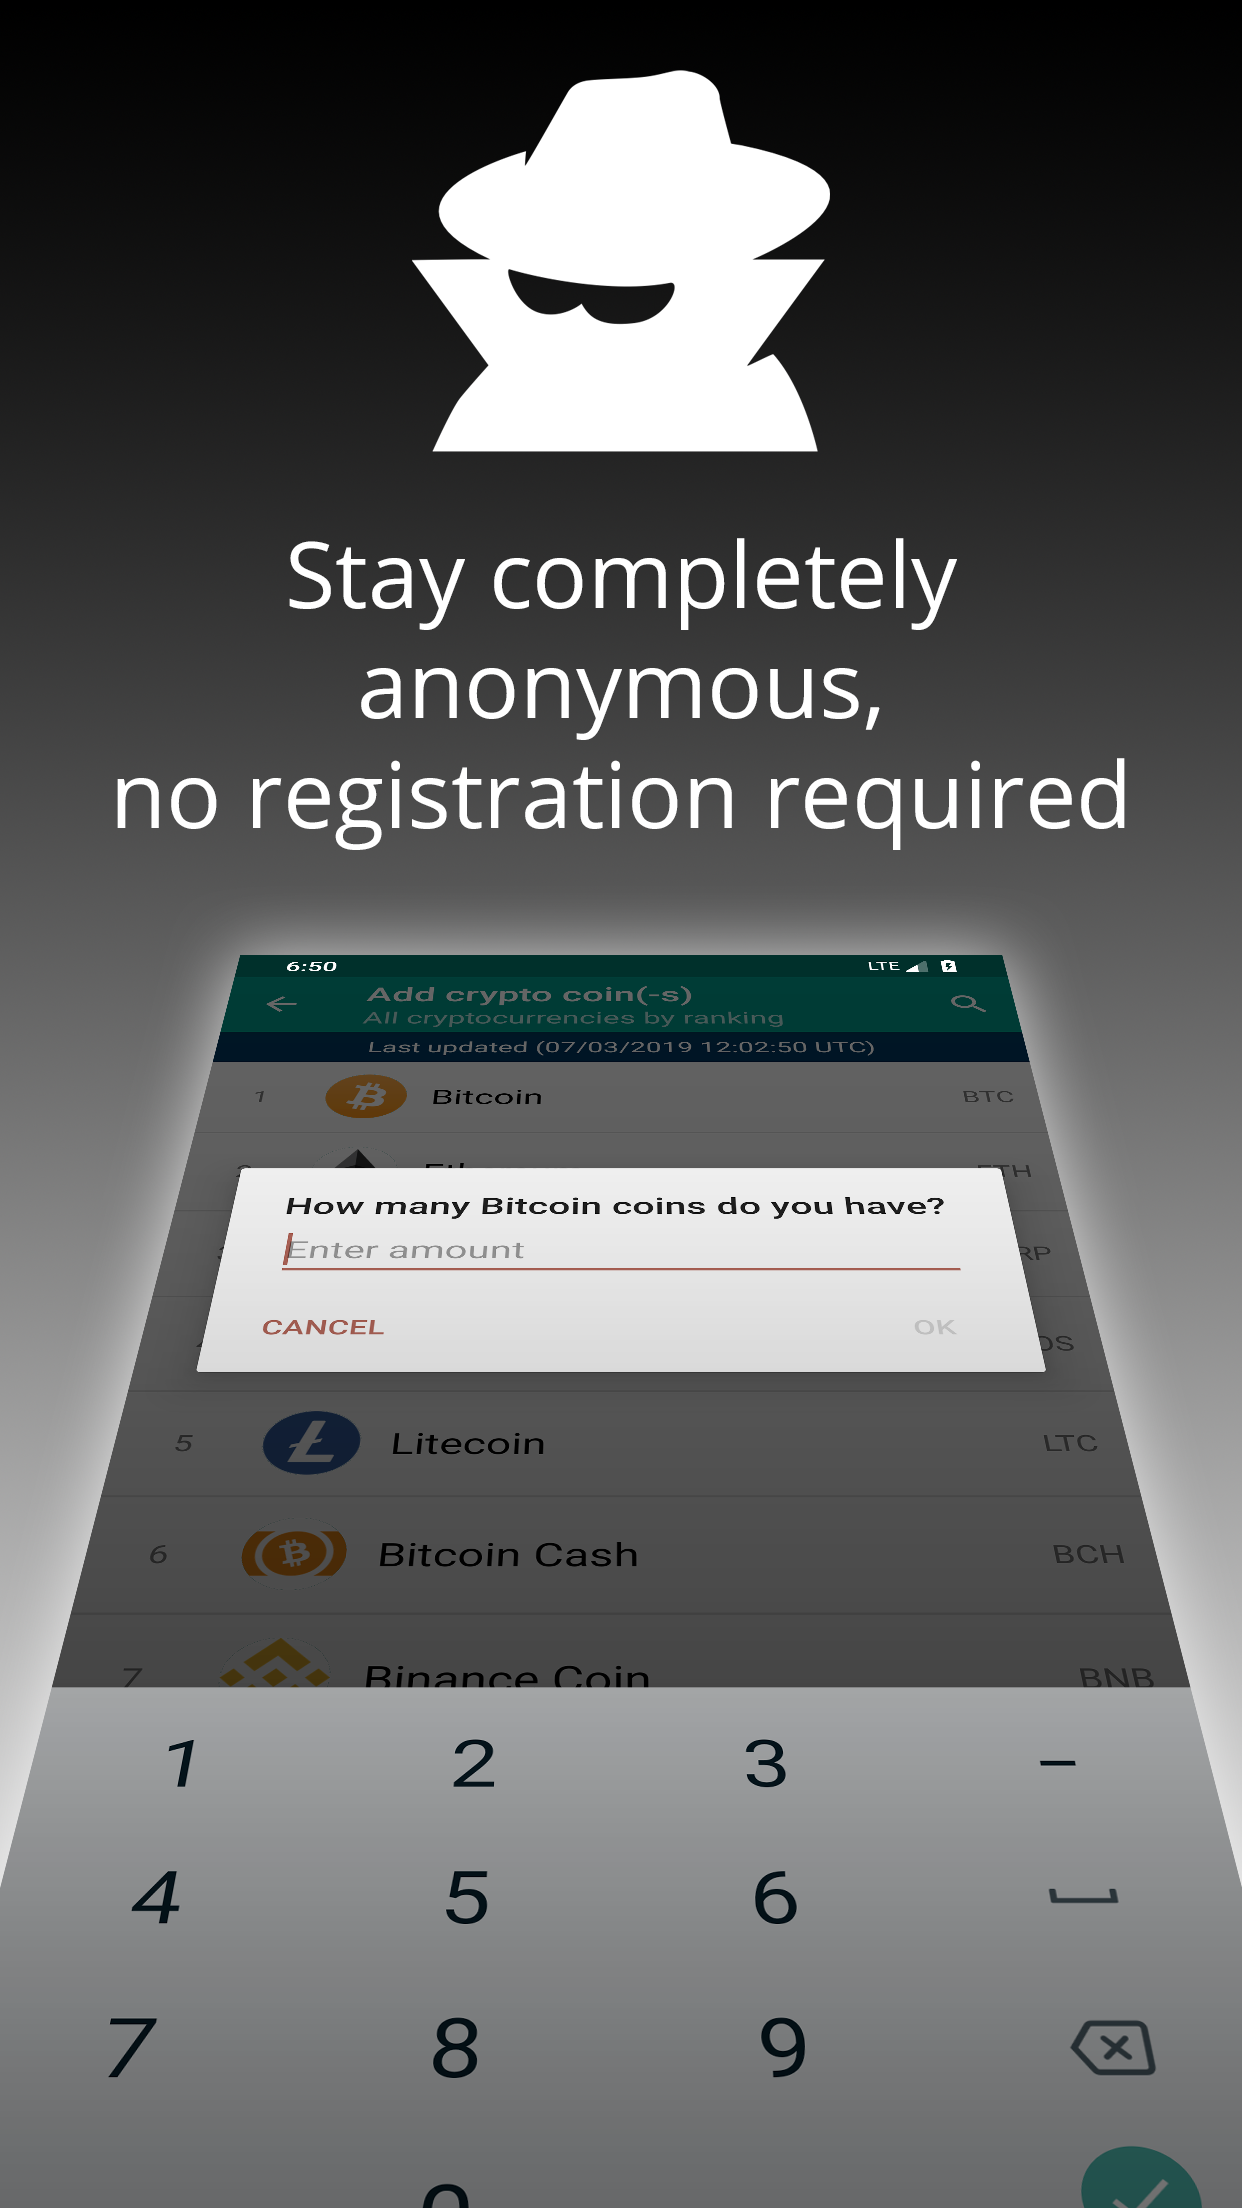 Stay completely
anonymous,
no registration required
6:50 LTE
Add crypto coin(-s)
All cryptocurrencies by ranking
Last updated (07/03/2019 12:02:50 UTC)
1 Bitcoin BTC
2 ETH
How many Bitcoin coins do you have?
Enter amount
CANCEL OK
5 Litecoin LTC
6 Bitcoin Cash BCH
7 Binance Coin BNB
1 2 3 –
4 5 6
7 8 9
0